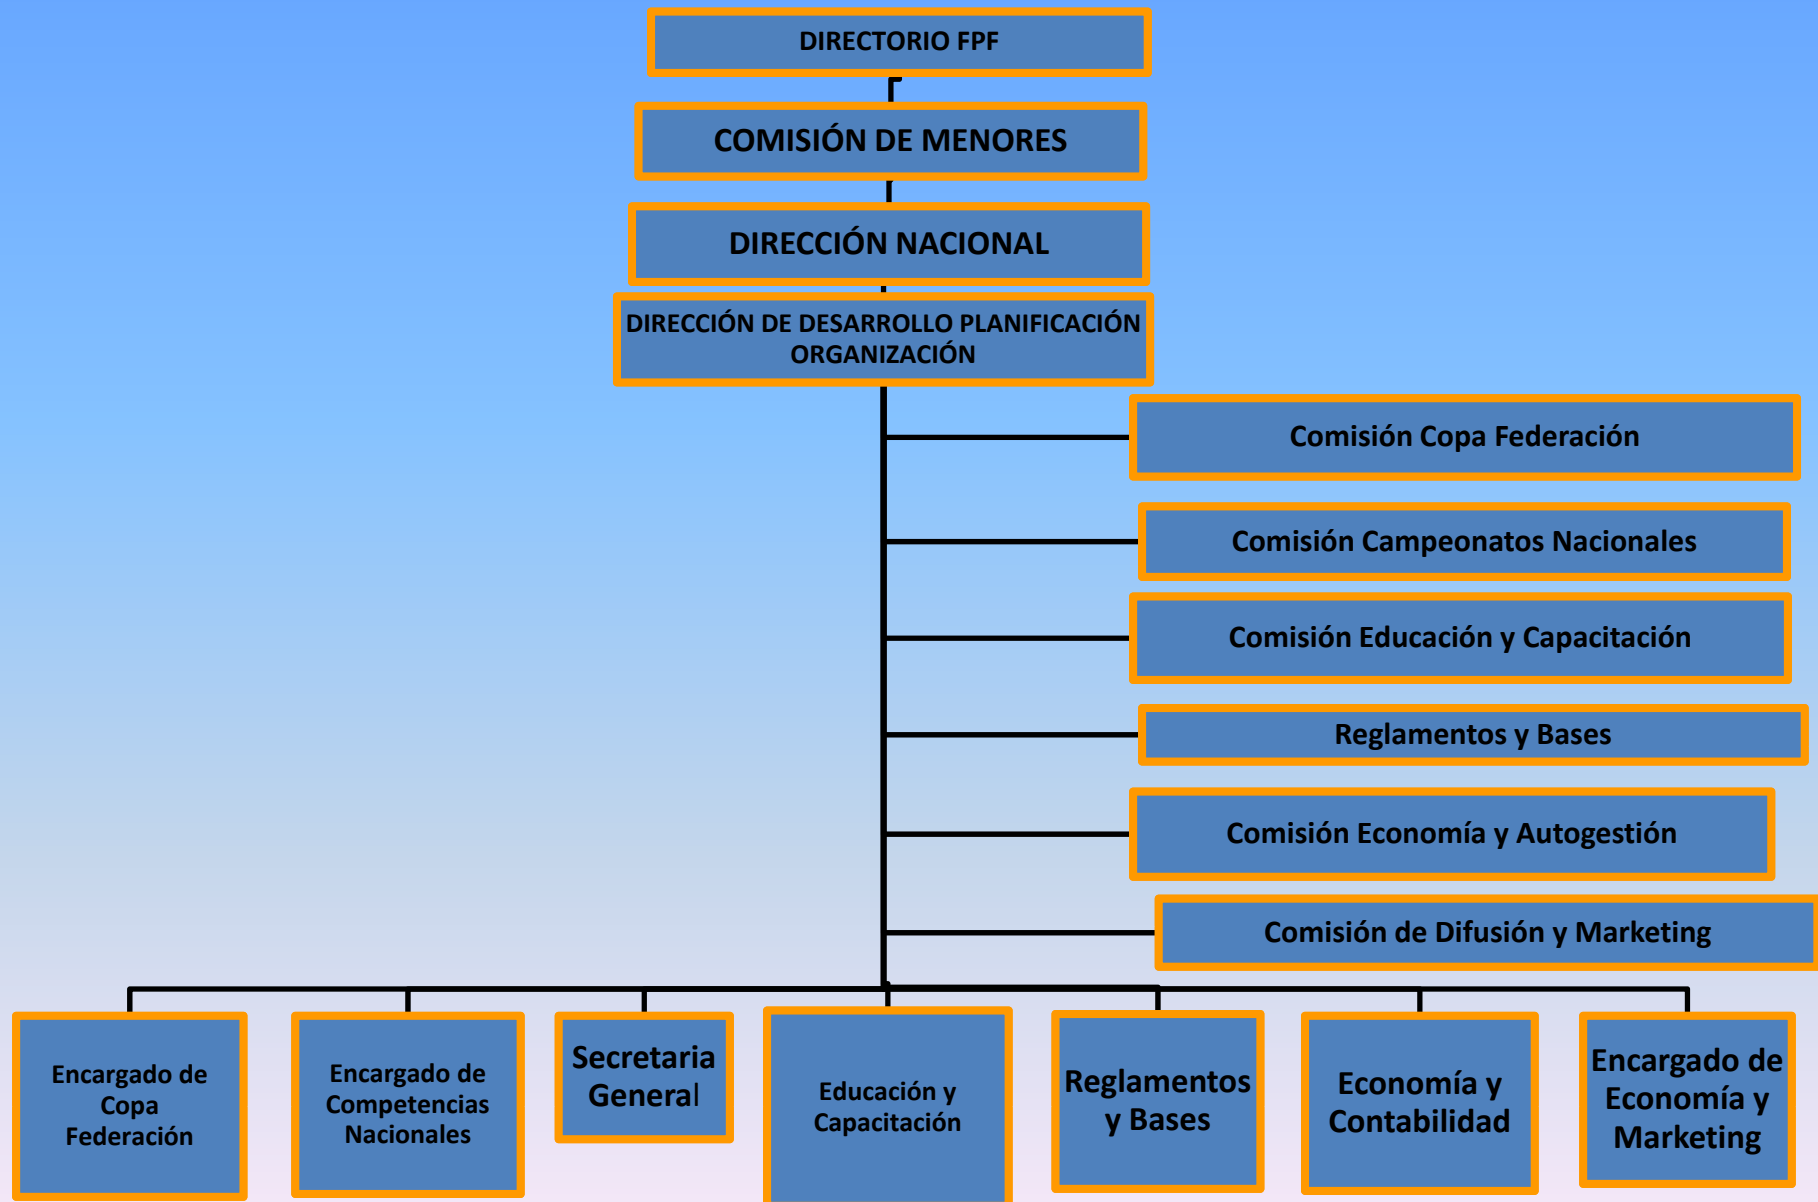 DIRECTORIO FPF
COMISIÓN DE MENORES
DIRECCIÓN NACIONAL
DIRECCIÓN DE DESARROLLO PLANIFICACIÓN
ORGANIZACIÓN
Comisión Copa Federación
Comisión Campeonatos Nacionales
Comisión Educación y Capacitación
Reglamentos y Bases
Comisión Economía y Autogestión
Comisión de Difusión y Marketing
Encargado de
Copa
Federación
Encargado de
Competencias
Nacionales
Secretaria
General
Educación y
Capacitación
Reglamentos
y Bases
Economía y
Contabilidad
Encargado de
Economía y
Marketing